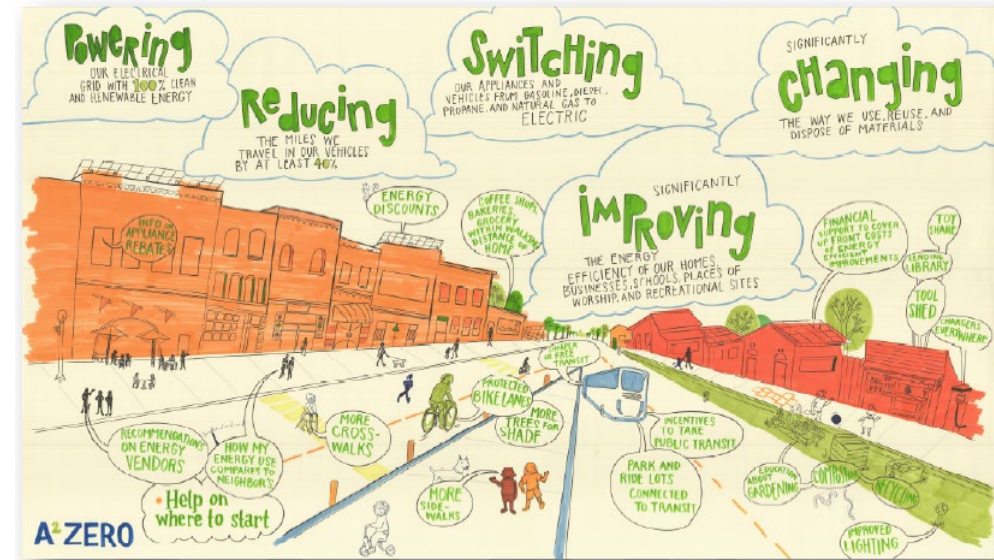 POWERING
OUR ELECTRICAL
GRID WITH 100% CLEAN
AND RENEWABLE ENERGY
REDUCING
THE MILES WE
TRAVEL IN OUR VEHICLES
BY AT LEAST 40%
SWITCHING
OUR APPLIANCES AND
VEHICLES FROM GASOLINE, DIESEL,
PROPANE, AND NATURAL GAS TO
ELECTRIC
SIGNIFICANTLY
CHANGING
THE WAY WE USE, REUSE, AND
DISPOSE OF MATERIALS
SIGNIFICANTLY
IMPROVING
THE ENERGY
EFFICIENCY OF OUR HOMES,
BUSINESSES, SCHOOLS, PLACES OF
WORSHIP, AND RECREATIONAL SITES
INFO ON
APPLIANCE
REBATES
ENERGY
DISCOUNTS
COFFEE SHOPS,
BAKERIES,
GROCERY
WITHIN WALKING
DISTANCE OF
HOME
FINANCIAL
SUPPORT TO COVER
UP FRONT COSTS
OF ENERGY
EFFICIENT
IMPROVEMENTS
TOY
SHARE
LENDING
LIBRARY
TOOL
SHED
CHARGERS
EVERYWHERE
CHEAPER
OR FREE
TRANSIT
PROTECTED
BIKE LANES
MORE
TREES FOR
SHADE
MORE
CROSS-
WALKS
RECOMMENDATIONS
ON ENERGY
VENDORS
HOW MY
ENERGY USE
COMPARES TO
NEIGHBORS
Help on
where to start
MORE
SIDE-
WALKS
INCENTIVES
TO TAKE
PUBLIC TRANSIT
PARK AND
RIDE LOTS
CONNECTED
TO TRANSIT
EDUCATION
ABOUT
GARDENING
COMPOSTING
RECYCLING
IMPROVED
LIGHTING
A²ZERO